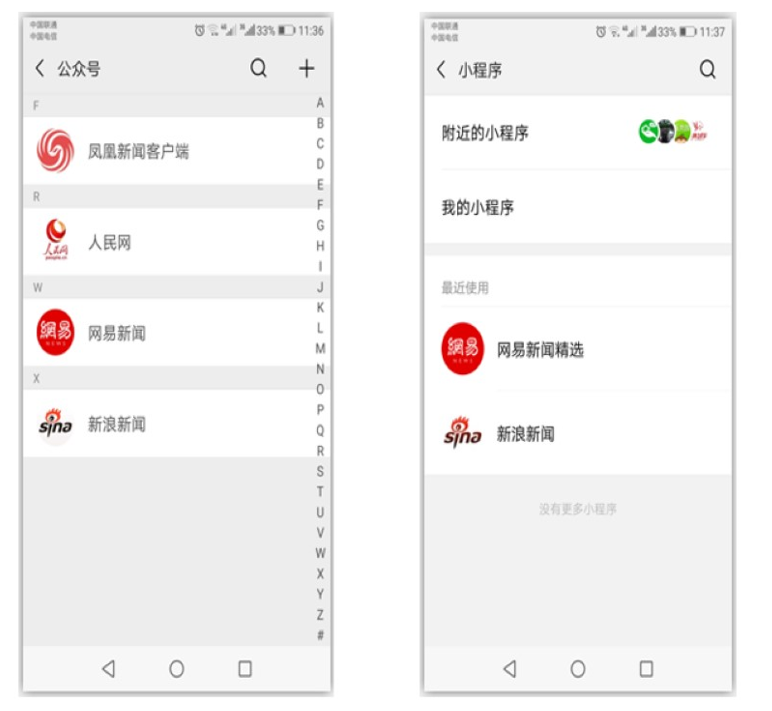 中国联通
中国电信
33% 11:36
公众号
F
凤凰新闻客户端
R
人民网
人民网
W
網易
NEWS
网易新闻
X
sina
新浪新闻
A
B
C
D
E
F
G
H
I
J
K
L
M
N
O
P
Q
R
S
T
U
V
W
X
Y
Z
#
中国联通
中国电信
33% 11:37
小程序
附近的小程序
我的小程序
最近使用
網易
NEWS
网易新闻精选
sina
新浪新闻
没有更多小程序